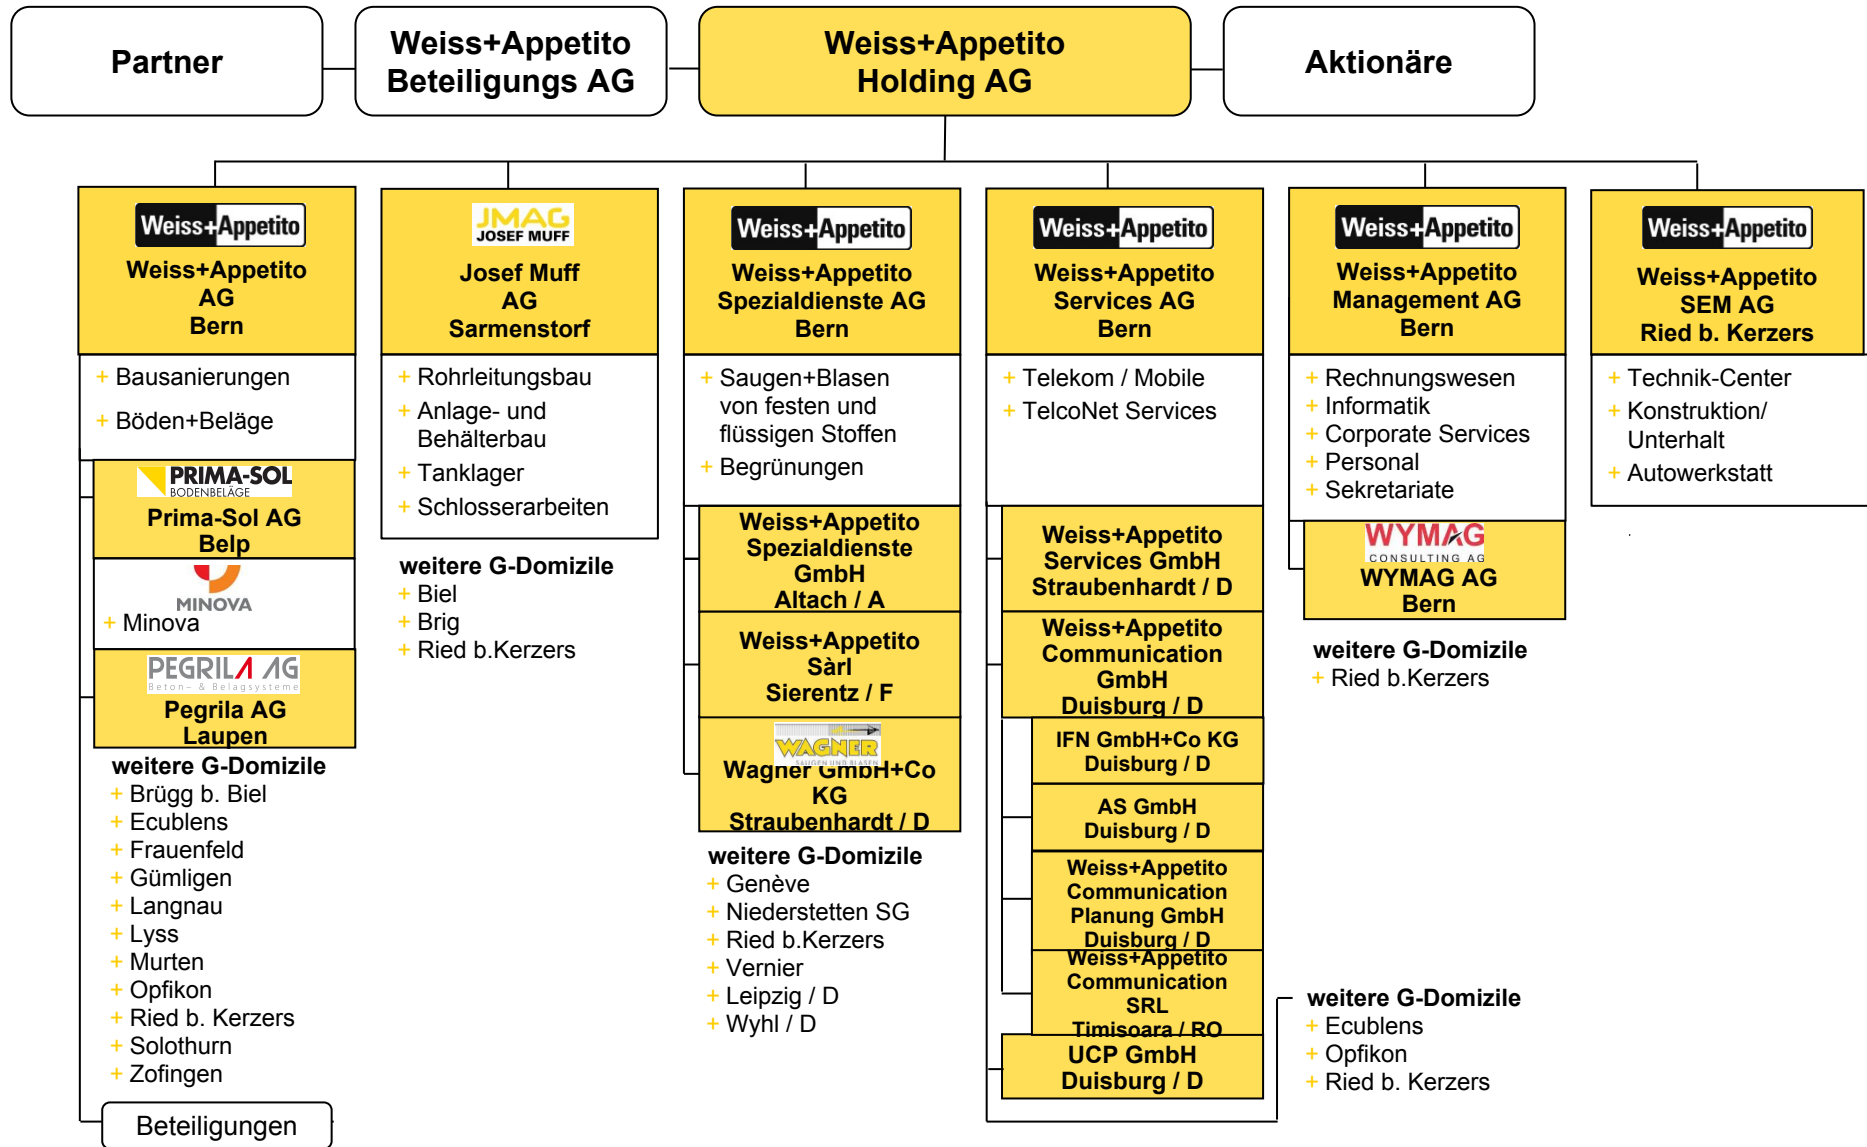 Partner
Weiss+Appetito
Beteiligungs AG
Weiss+Appetito
Holding AG
Aktionäre
Weiss+Appetito
Weiss+Appetito
AG
Bern
+ Bausanierungen
+ Böden+Beläge
PRIMA-SOL
BODENBELÄGE
Prima-Sol AG
Belp
MINOVA
+ Minova
PEGRILA AG
Beton- & Belagsysteme
Pegrila AG
Laupen
weitere G-Domizile
+ Brügg b. Biel
+ Ecublens
+ Frauenfeld
+ Gümligen
+ Langnau
+ Lyss
+ Murten
+ Opfikon
+ Ried b. Kerzers
+ Solothurn
+ Zofingen
Beteiligungen
JMAG
JOSEF MUFF
Josef Muff
AG
Sarmenstorf
+ Rohrleitungsbau
+ Anlage- und
Behälterbau
+ Tanklager
+ Schlosserarbeiten
weitere G-Domizile
+ Biel
+ Brig
+ Ried b.Kerzers
Weiss+Appetito
Weiss+Appetito
Spezialdienste AG
Bern
+ Saugen+Blasen
von festen und
flüssigen Stoffen
+ Begrünungen
Weiss+Appetito
Spezialdienste
GmbH
Altach / A
Weiss+Appetito
Sàrl
Sierentz / F
WAGNER
SAUGEN UND BLASEN
Wagner GmbH+Co
KG
Straubenhardt / D
weitere G-Domizile
+ Genève
+ Niederstetten SG
+ Ried b.Kerzers
+ Vernier
+ Leipzig / D
+ Wyhl / D
Weiss+Appetito
Weiss+Appetito
Services AG
Bern
+ Telekom / Mobile
+ TelcoNet Services
Weiss+Appetito
Services GmbH
Straubenhardt / D
Weiss+Appetito
Communication
GmbH
Duisburg / D
IFN GmbH+Co KG
Duisburg / D
AS GmbH
Duisburg / D
Weiss+Appetito
Communication
Planung GmbH
Duisburg / D
Weiss+Appetito
Communication
SRL
Timisoara / RO
UCP GmbH
Duisburg / D
weitere G-Domizile
+ Ecublens
+ Opfikon
+ Ried b. Kerzers
Weiss+Appetito
Weiss+Appetito
Management AG
Bern
+ Rechnungswesen
+ Informatik
+ Corporate Services
+ Personal
+ Sekretariate
WYMAG
CONSULTING AG
WYMAG AG
Bern
weitere G-Domizile
+ Ried b.Kerzers
Weiss+Appetito
Weiss+Appetito
SEM AG
Ried b. Kerzers
+ Technik-Center
+ Konstruktion/
Unterhalt
+ Autowerkstatt